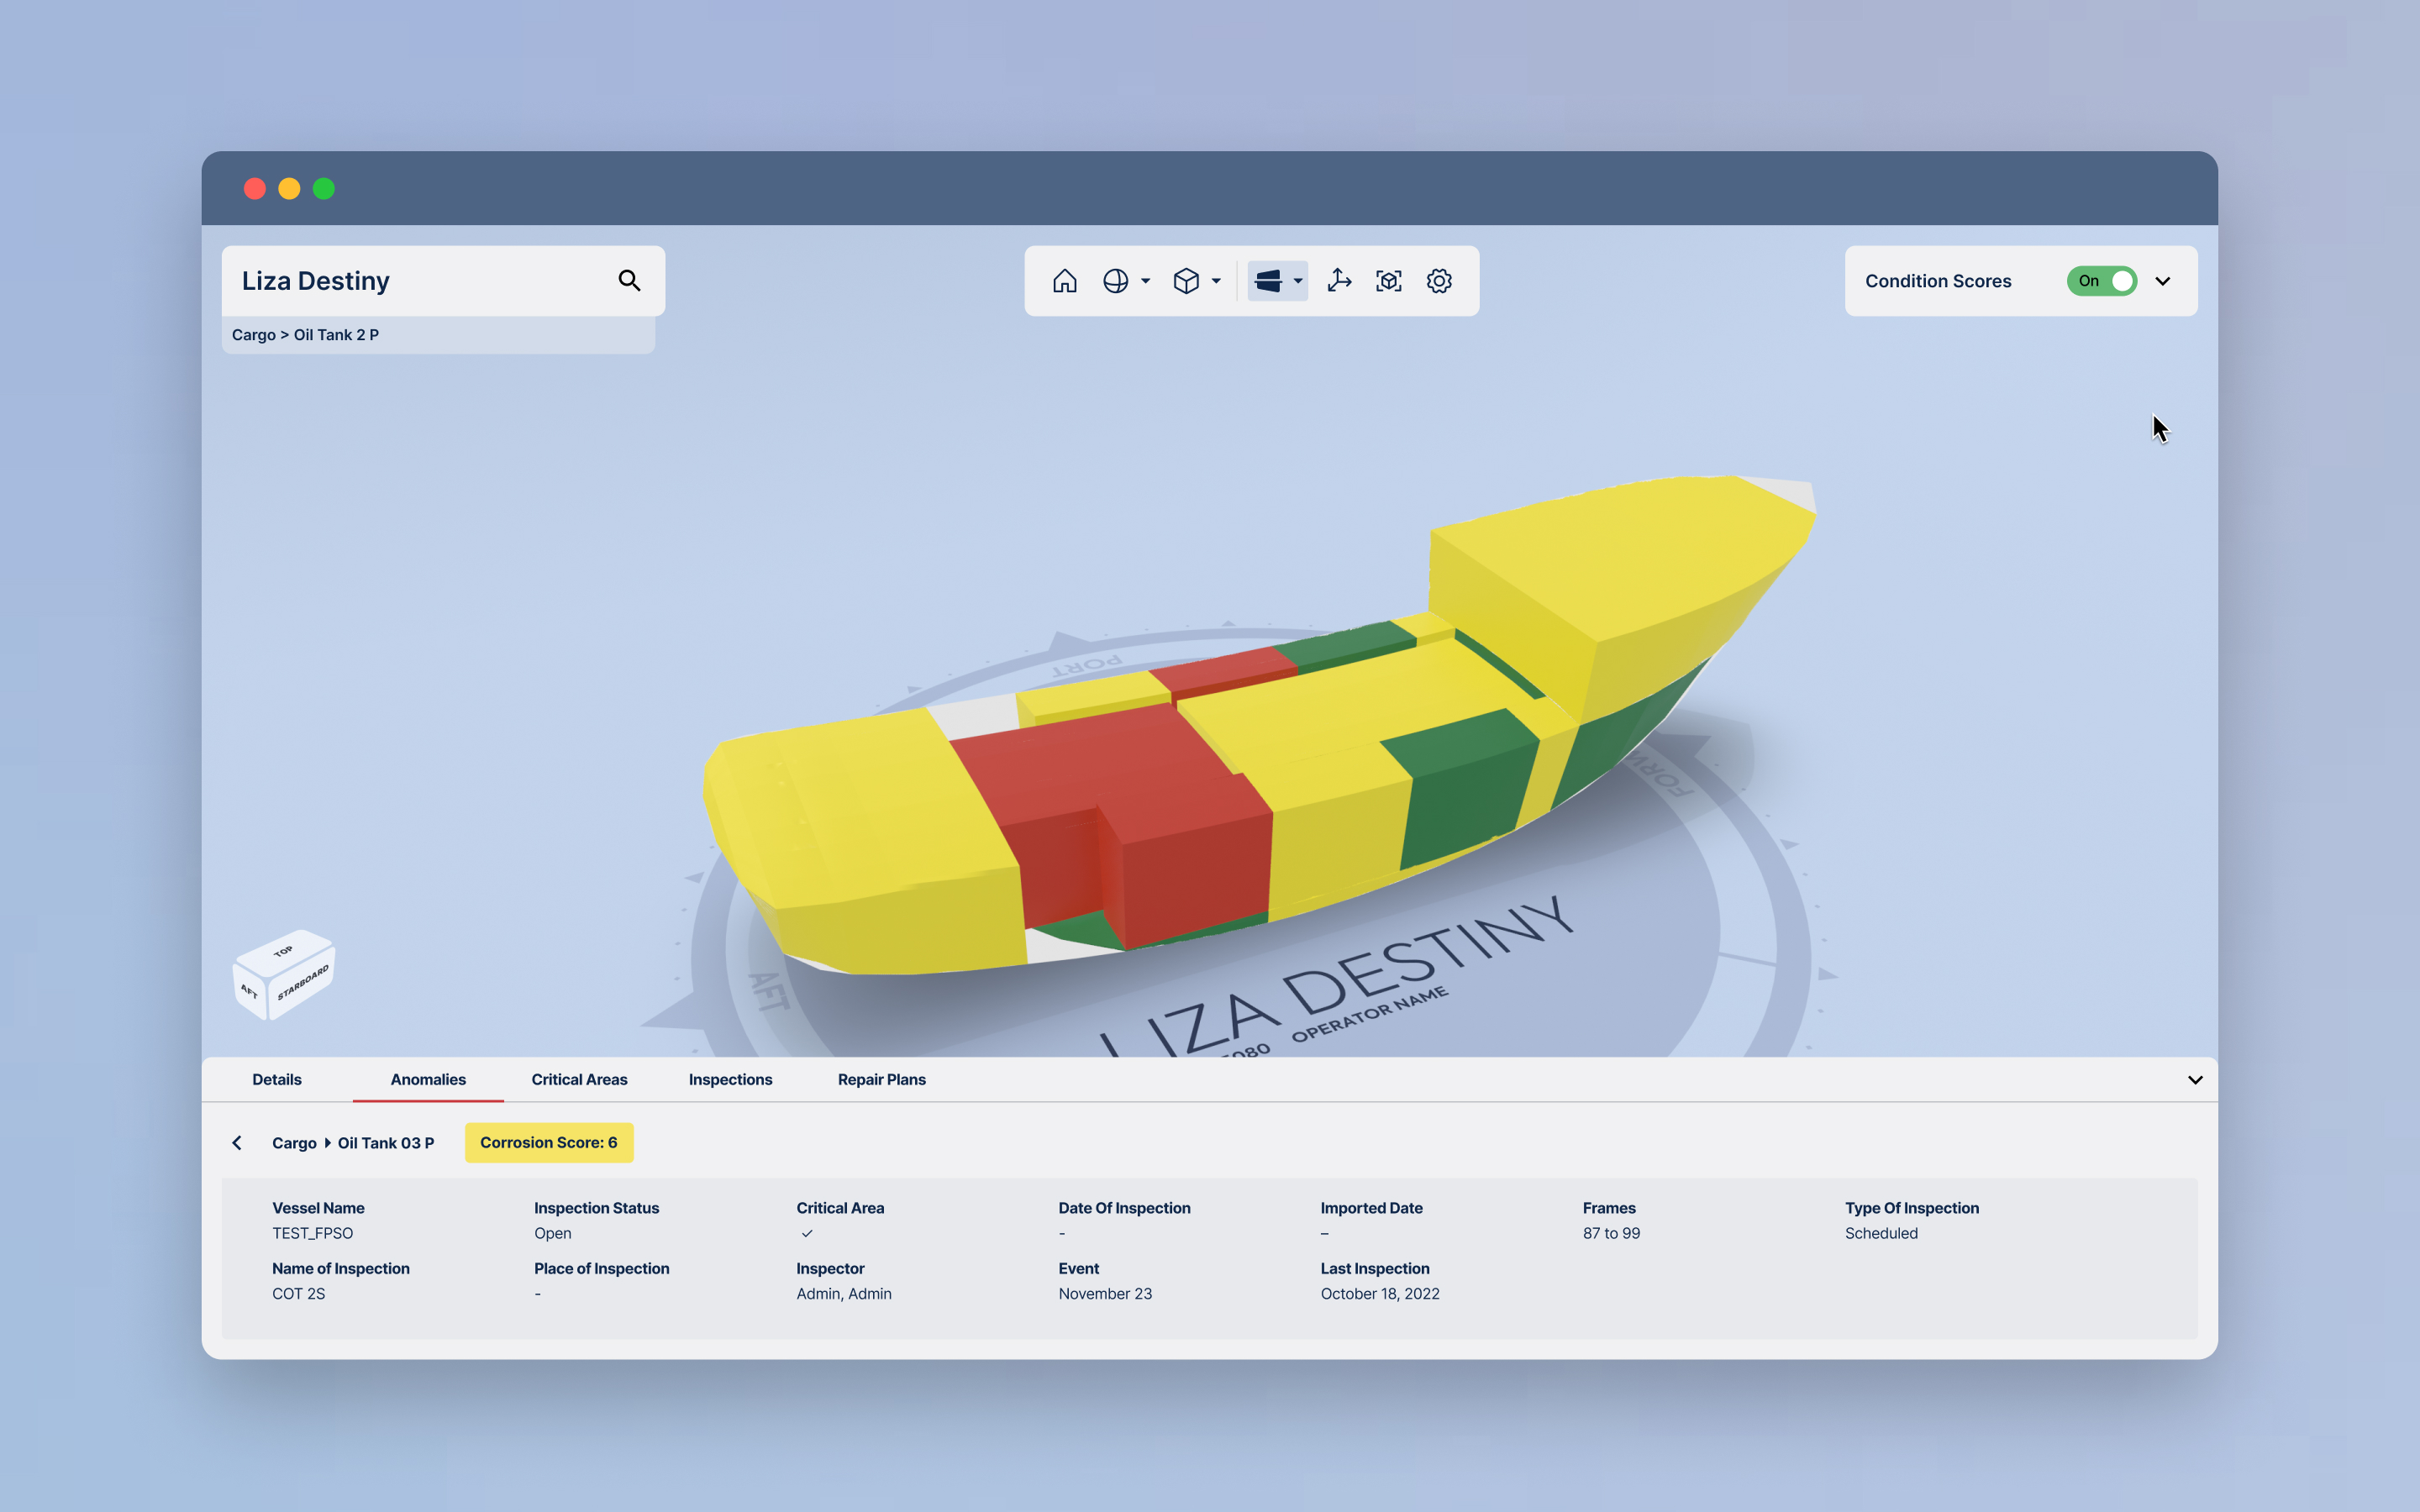 Liza Destiny
Condition Scores
On
Cargo > Oil Tank 2 P
PORT
AFT
LIZA DESTINY
OPERATOR NAME
TOP
AFT
STARBOARD
Details
Anomalies
Critical Areas
Inspections
Repair Plans
Cargo
Oil Tank 03 P
Corrosion Score: 6
Vessel Name
Inspection Status
Critical Area
Date Of Inspection
Imported Date
Frames
Type Of Inspection
TEST_FPSO
Open
✓
-
–
87 to 99
Scheduled
Name of Inspection
Place of Inspection
Inspector
Event
Last Inspection
COT 2S
-
Admin, Admin
November 23
October 18, 2022